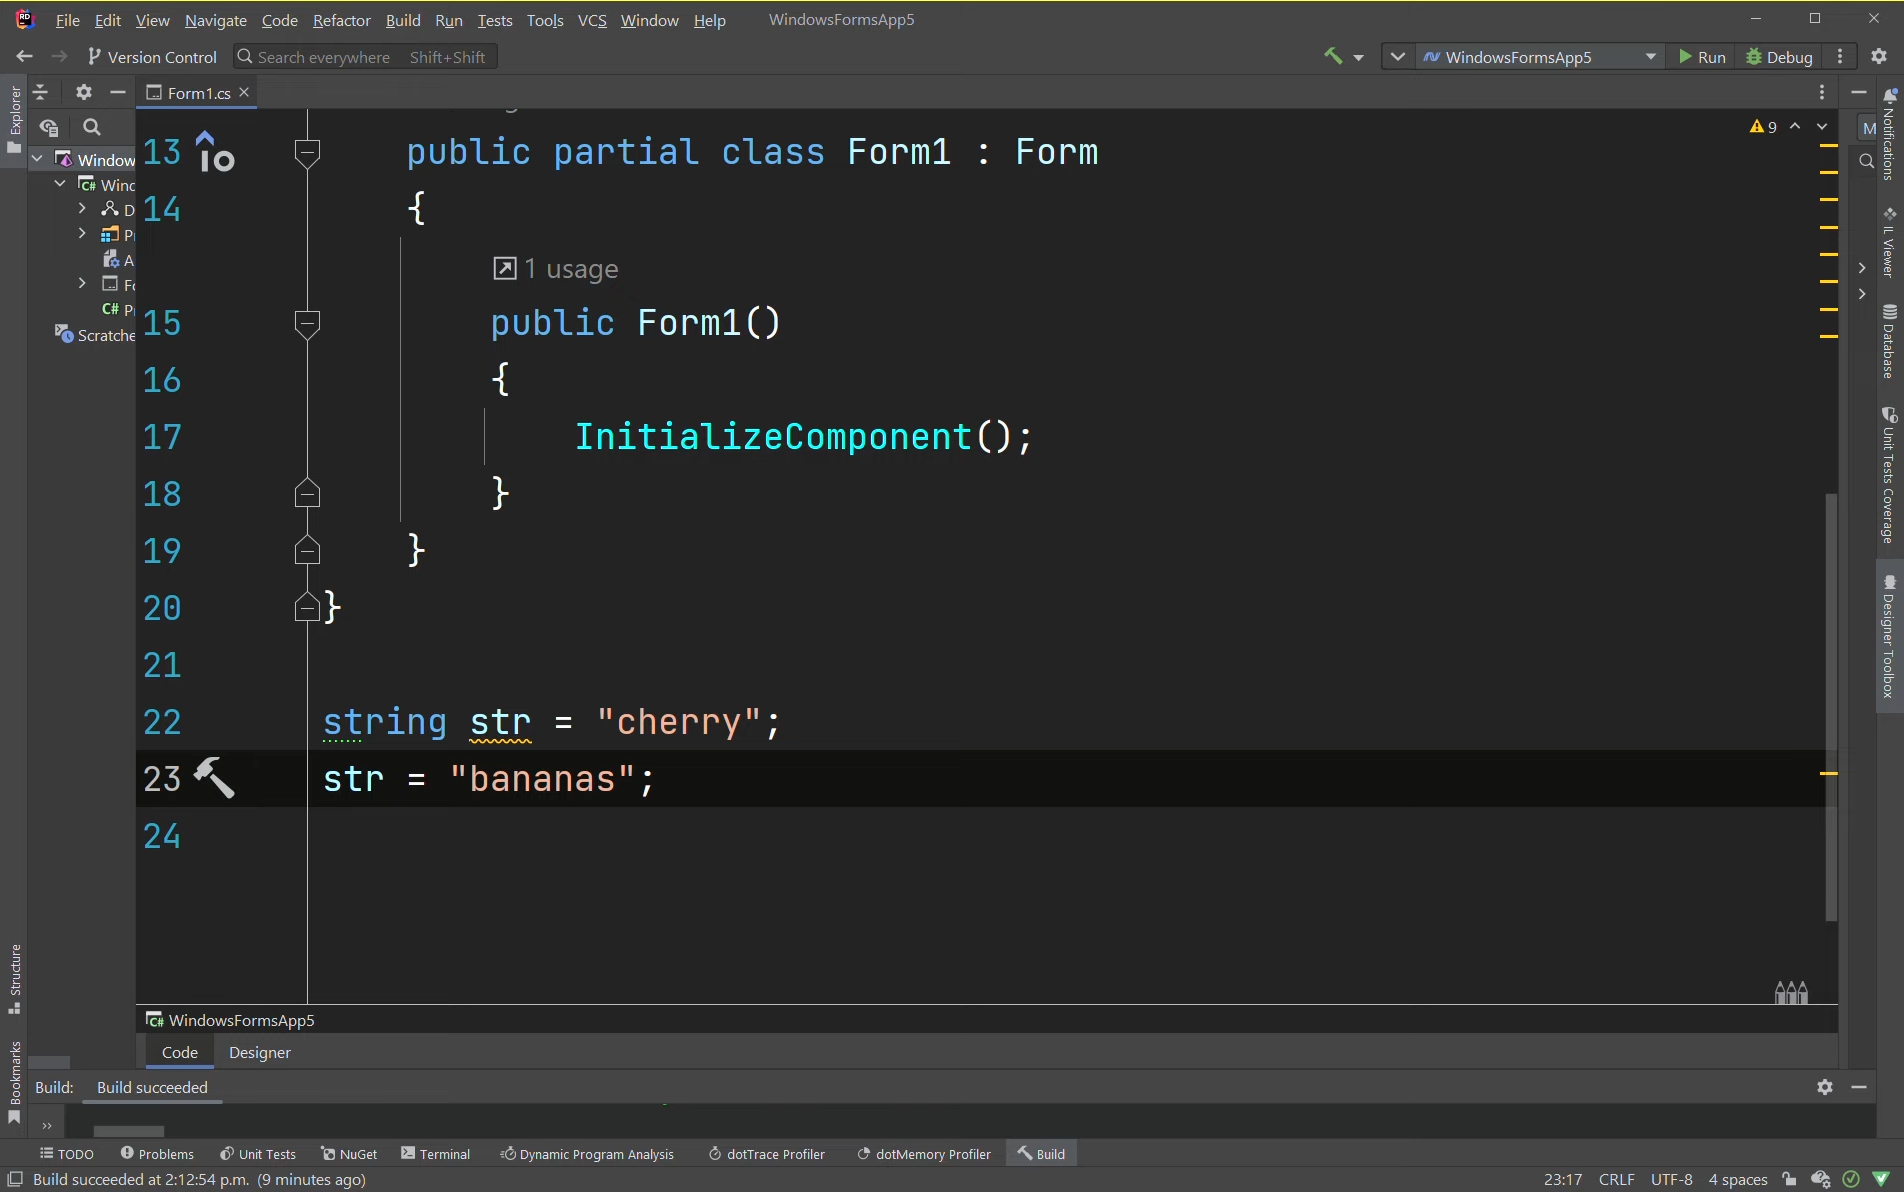 File Edit View Navigate Code Refactor Build Run Tests Tools VCS Window Help WindowsFormsApp5
Version Control Search everywhere Shift+Shift WindowsFormsApp5 Run Debug
Explorer
Form1.cs
Window
Wind
D
P
A
Fo
C# P
Scratche
9
M
13 public partial class Form1 : Form
14 {
1 usage
15 public Form1()
16 {
17 InitializeComponent();
18 }
19 }
20 }
21
22 string str = "cherry";
23 str = "bananas";
24
Notifications
IL Viewer
Database
Unit Tests Coverage
Designer Toolbox
Structure
Bookmarks
C# WindowsFormsApp5
Code Designer
Build: Build succeeded
TODO Problems Unit Tests NuGet Terminal Dynamic Program Analysis dotTrace Profiler dotMemory Profiler Build
Build succeeded at 2:12:54 p.m. (9 minutes ago) 23:17 CRLF UTF-8 4 spaces